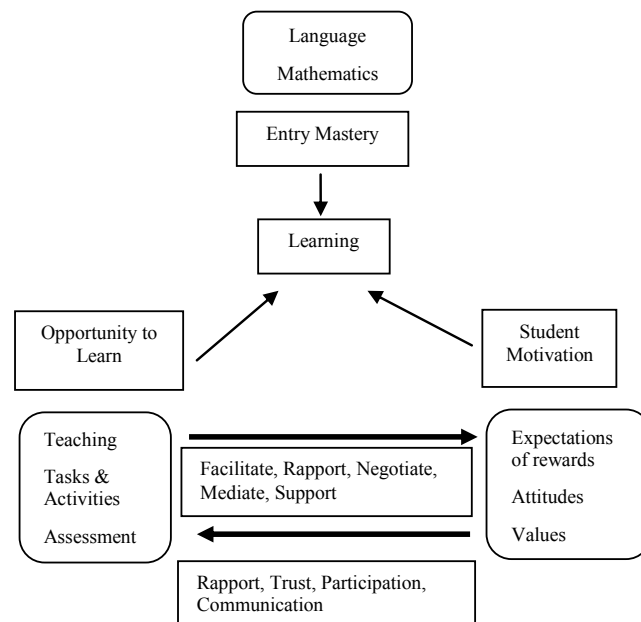 Language
Mathematics
Entry Mastery
Learning
Opportunity to
Learn
Student
Motivation
Teaching
Tasks &
Activities
Assessment
Facilitate, Rapport, Negotiate,
Mediate, Support
Expectations
of rewards
Attitudes
Values
Rapport, Trust, Participation,
Communication